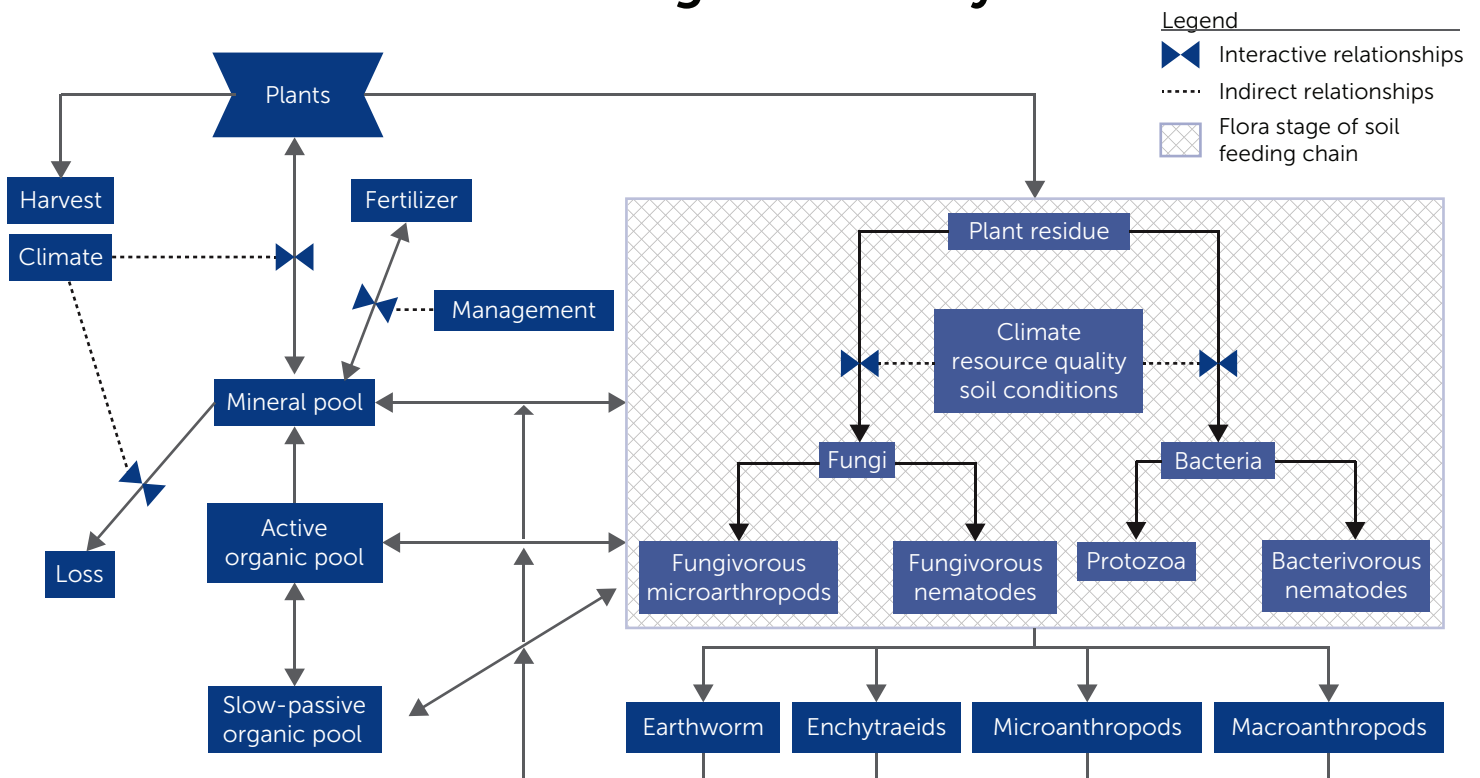 Legend
Interactive relationships
Indirect relationships
Flora stage of soil
feeding chain
Plants
Harvest
Fertilizer
Climate
Management
Mineral pool
Active
organic pool
Loss
Slow-passive
organic pool
Plant residue
Climate
resource quality
soil conditions
Fungi
Bacteria
Fungivorous
microarthropods
Fungivorous
nematodes
Protozoa
Bacterivorous
nematodes
Earthworm
Enchytraeids
Microanthropods
Macroanthropods